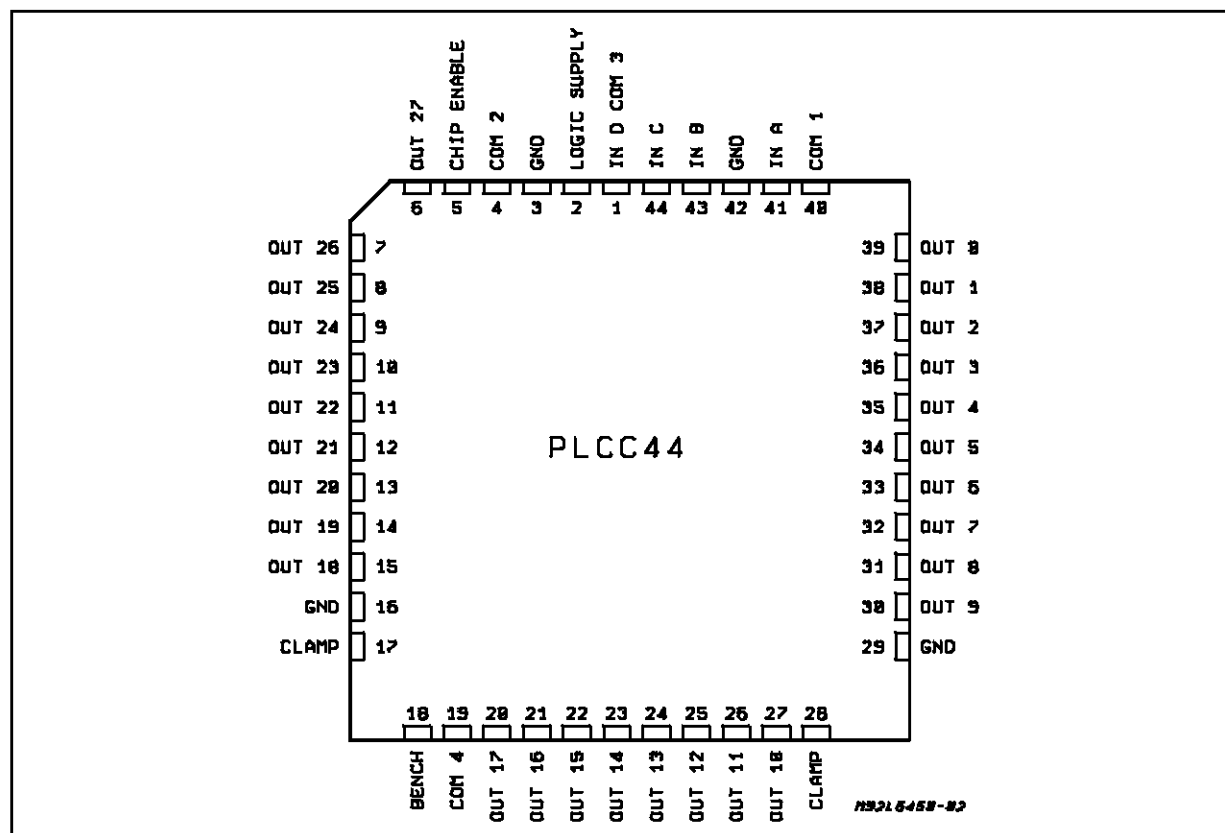 OUT 27
CHIP ENABLE
COM 2
GND
LOGIC SUPPLY
IN D COM 3
IN C
IN B
GND
IN A
COM 1
6 5 4 3 2 1 44 43 42 41 40
OUT 26 7
OUT 25 8
OUT 24 9
OUT 23 10
OUT 22 11
OUT 21 12
OUT 20 13
OUT 19 14
OUT 18 15
GND 16
CLAMP 17
PLCC44
39 OUT 0
38 OUT 1
37 OUT 2
36 OUT 3
35 OUT 4
34 OUT 5
33 OUT 6
32 OUT 7
31 OUT 8
30 OUT 9
29 GND
18 19 20 21 22 23 24 25 26 27 28
BENCH
COM 4
OUT 17
OUT 16
OUT 15
OUT 14
OUT 13
OUT 12
OUT 11
OUT 10
CLAMP